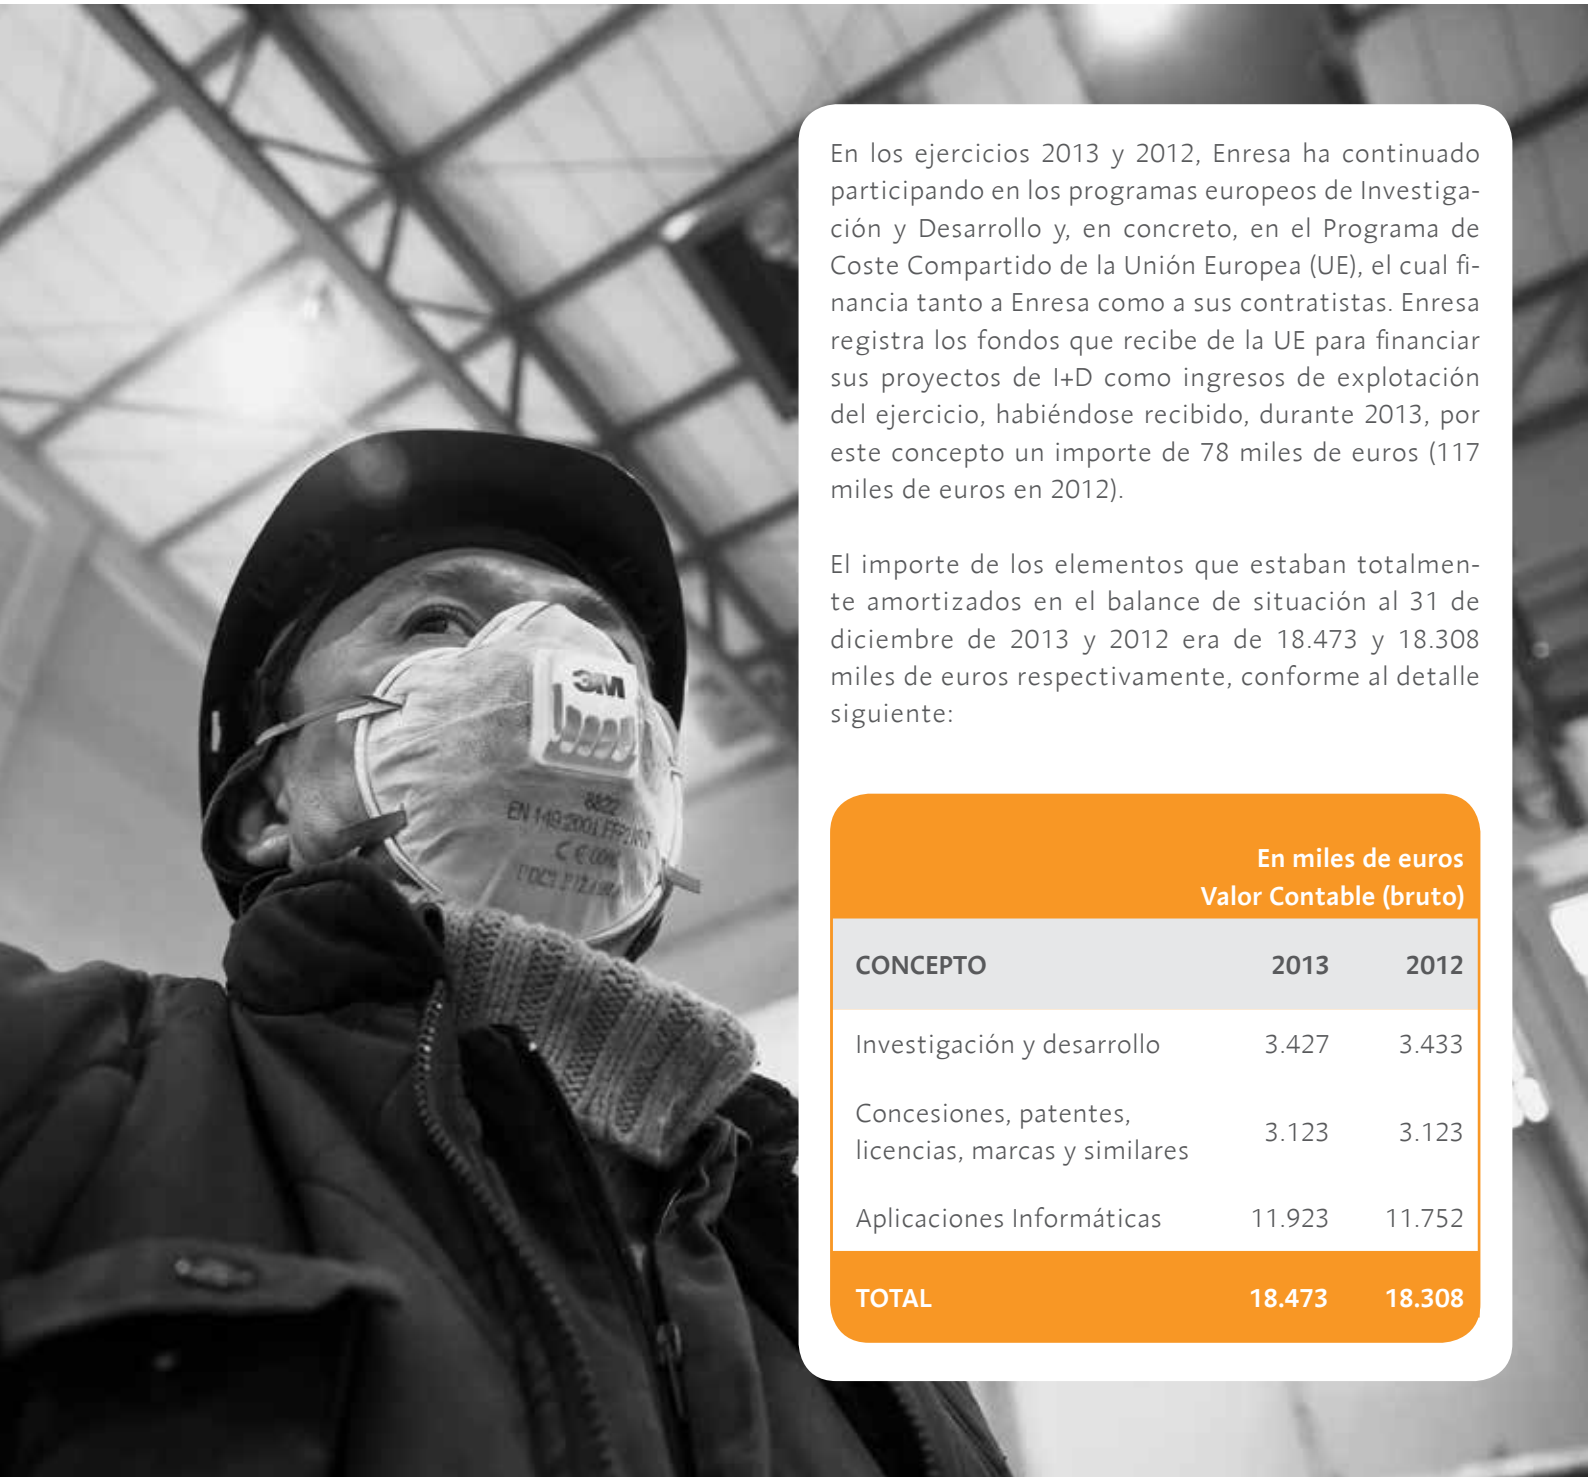 En los ejercicios 2013 y 2012, Enresa ha continuado
participando en los programas europeos de Investiga-
ción y Desarrollo y, en concreto, en el Programa de
Coste Compartido de la Unión Europea (UE), el cual fi-
nancia tanto a Enresa como a sus contratistas. Enresa
registra los fondos que recibe de la UE para financiar
sus proyectos de I+D como ingresos de explotación
del ejercicio, habiéndose recibido, durante 2013, por
este concepto un importe de 78 miles de euros (117
miles de euros en 2012).
El importe de los elementos que estaban totalmen-
te amortizados en el balance de situación al 31 de
diciembre de 2013 y 2012 era de 18.473 y 18.308
miles de euros respectivamente, conforme al detalle
siguiente:
En miles de euros
Valor Contable (bruto)
CONCEPTO 2013 2012
Investigación y desarrollo 3.427 3.433
Concesiones, patentes,
licencias, marcas y similares 3.123 3.123
Aplicaciones Informáticas 11.923 11.752
TOTAL 18.473 18.308
3M
8822
EN 149:2001